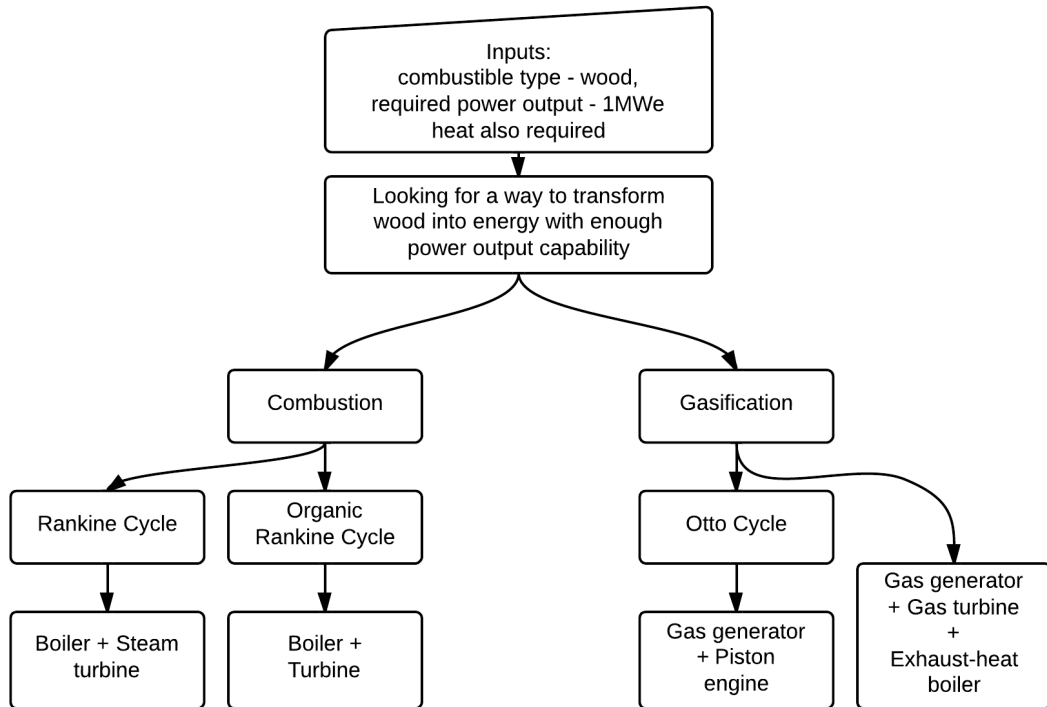 Inputs:
combustible type - wood,
required power output - 1MWe
heat also required
Looking for a way to transform
wood into energy with enough
power output capability
Combustion
Gasification
Rankine Cycle
Organic
Rankine Cycle
Otto Cycle
Boiler + Steam
turbine
Boiler +
Turbine
Gas generator
+ Piston
engine
Gas generator
+ Gas turbine
+
Exhaust-heat
boiler